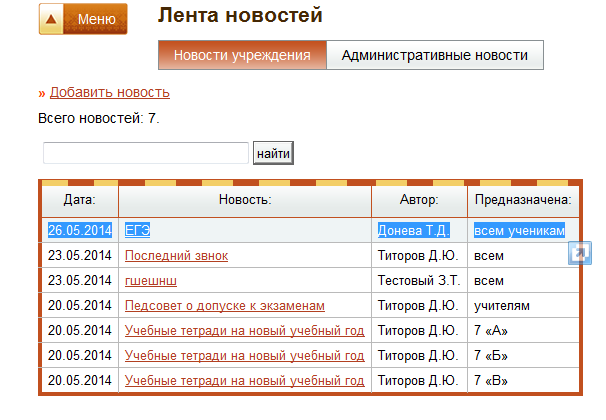 Меню
Лента новостей
Новости учреждения Административные новости
» Добавить новость
Всего новостей: 7.
найти
Дата: Новость: Автор: Предназначена:
26.05.2014 ЕГЭ Донева Т.Д. всем ученикам
23.05.2014 Последний звнок Титоров Д.Ю. всем
23.05.2014 гшешнш Тестовый З.Т. всем
20.05.2014 Педсовет о допуске к экзаменам Титоров Д.Ю. учителям
20.05.2014 Учебные тетради на новый учебный год Титоров Д.Ю. 7 «А»
20.05.2014 Учебные тетради на новый учебный год Титоров Д.Ю. 7 «Б»
20.05.2014 Учебные тетради на новый учебный год Титоров Д.Ю. 7 «В»